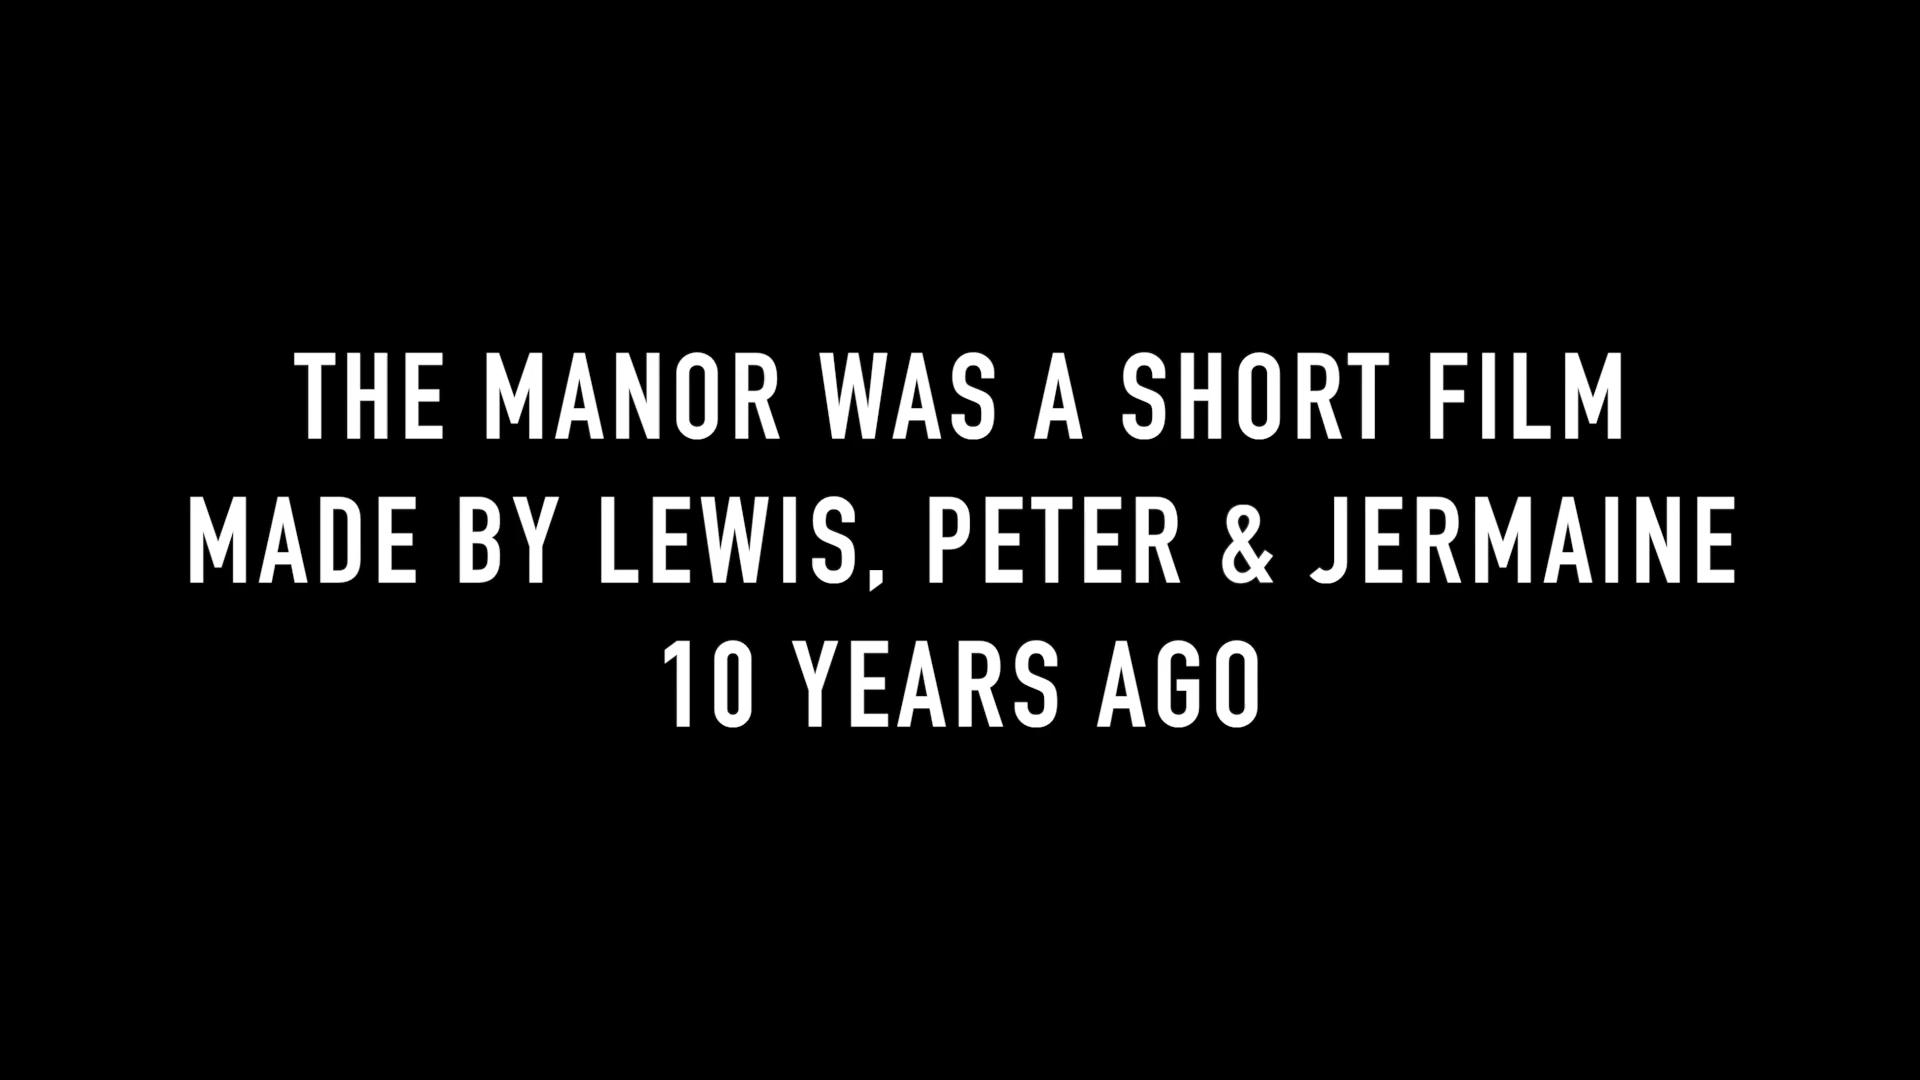 THE MANOR WAS A SHORT FILM
MADE BY LEWIS, PETER & JERMAINE
10 YEARS AGO